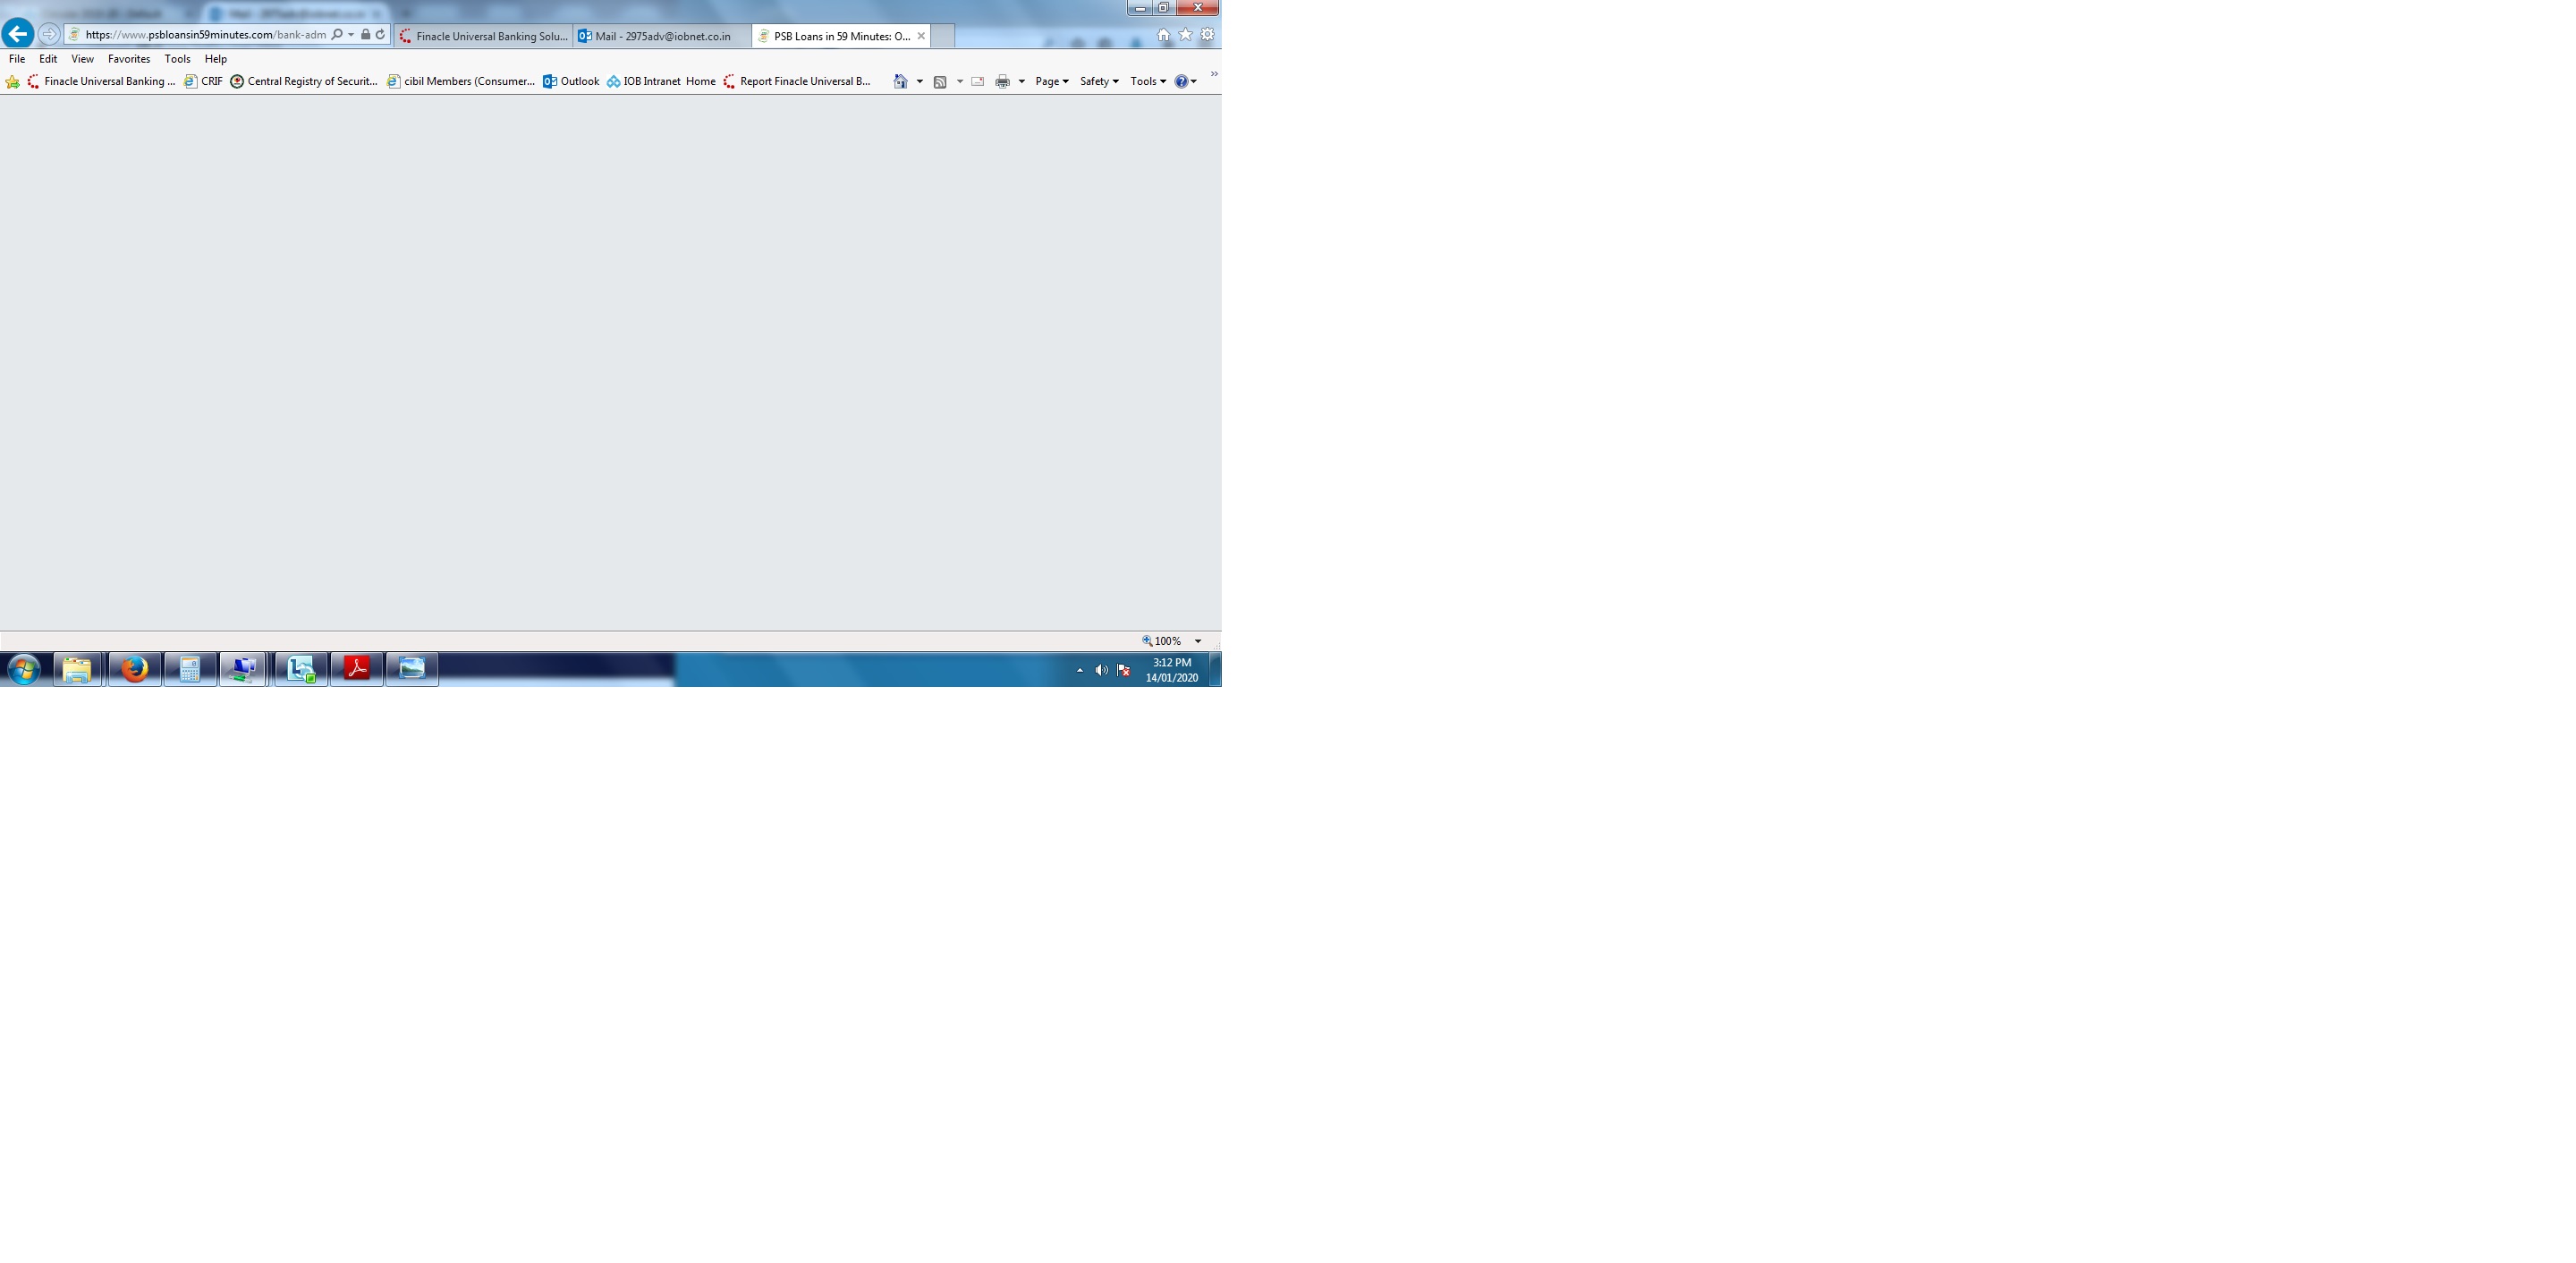 https://www.psbloansin59minutes.com/bank-adm
Finacle Universal Banking Solu...
Mail - 2975adv@iobnet.co.in
PSB Loans in 59 Minutes: O...
File Edit View Favorites Tools Help
Finacle Universal Banking ... CRIF Central Registry of Securit... cibil Members (Consumer... Outlook IOB Intranet Home Report Finacle Universal B... Page Safety Tools
100%
3:12 PM
14/01/2020